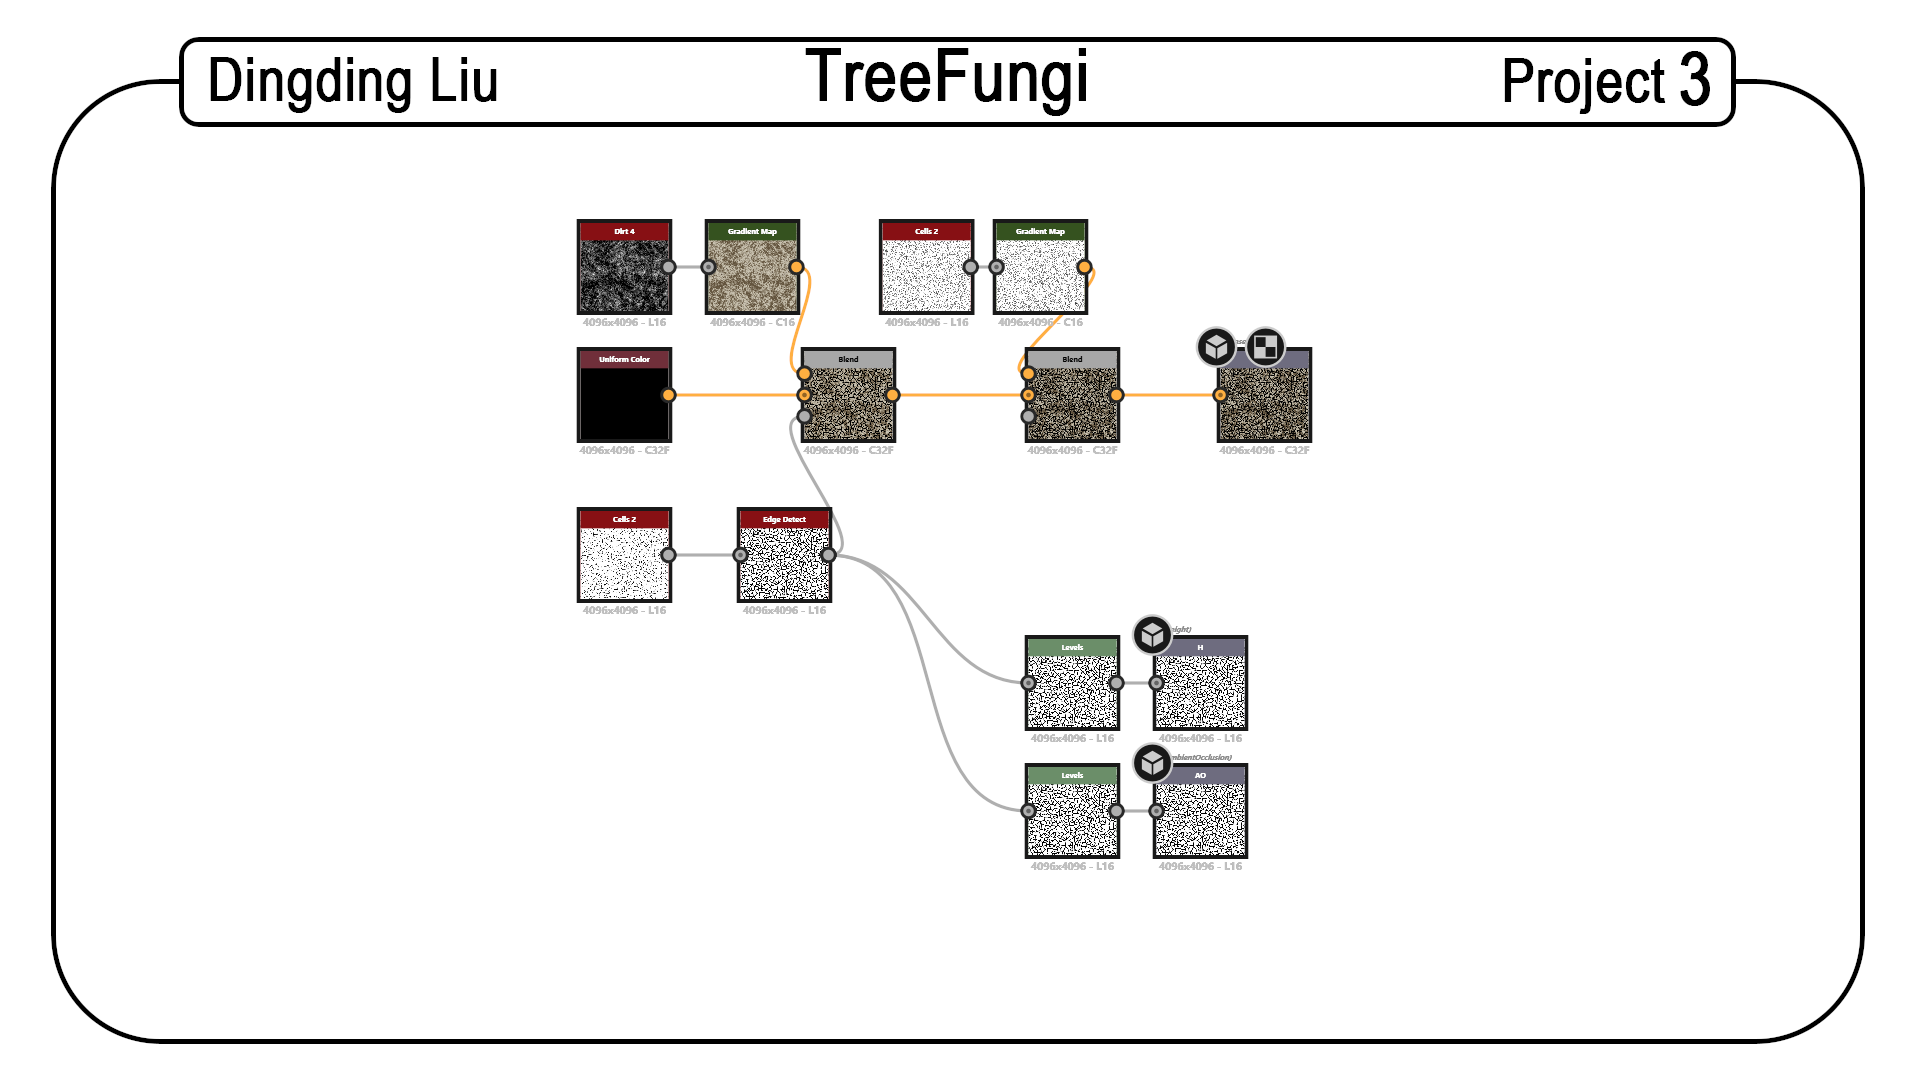 Dingding Liu
TreeFungi
Project 3
Dirt 4
Gradient Map
Cells 2
Gradient Map
4096x4096 - L16
4096x4096 - C16
4096x4096 - L16
4096x4096 - C16
Uniform Color
Blend
Blend
4096x4096 - C32F
4096x4096 - C32F
4096x4096 - C32F
4096x4096 - C32F
Cells 2
Edge Detect
4096x4096 - L16
4096x4096 - L16
Levels
H
4096x4096 - L16
4096x4096 - L16
mbientOcclusion)
Levels
AO
4096x4096 - L16
4096x4096 - L16